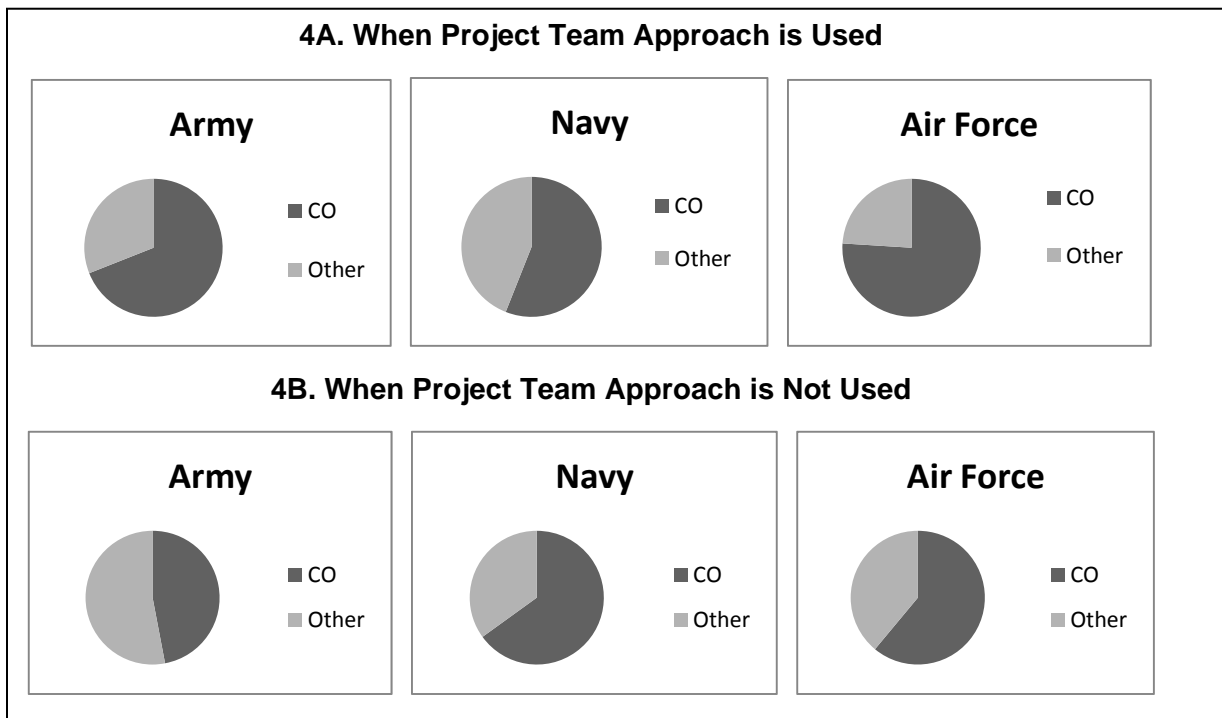 4A. When Project Team Approach is Used
Army
CO
Other
Navy
CO
Other
Air Force
CO
Other
4B. When Project Team Approach is Not Used
Army
CO
Other
Navy
CO
Other
Air Force
CO
Other